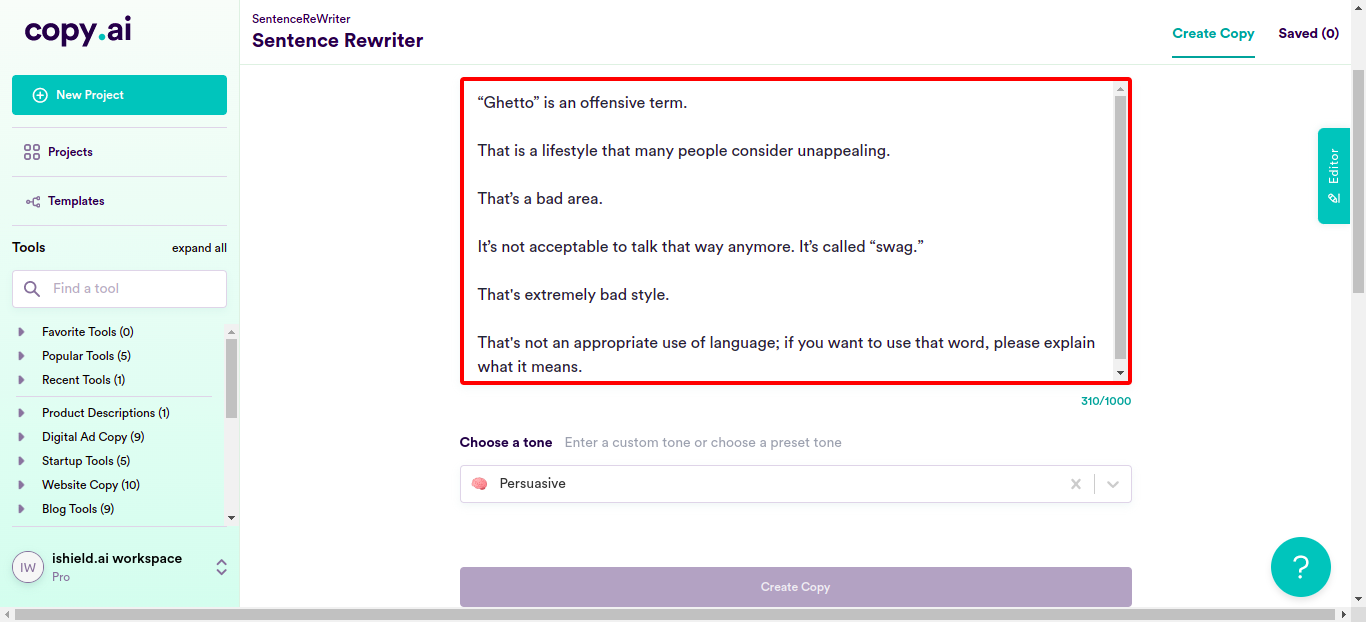 copy.ai
New Project
Projects
Templates
Tools
expand all
Find a tool
Favorite Tools (0)
Popular Tools (5)
Recent Tools (1)
Product Descriptions (1)
Digital Ad Copy (9)
Startup Tools (5)
Website Copy (10)
Blog Tools (9)
IW
ishield.ai workspace
Pro
SentenceReWriter
Sentence Rewriter
Create Copy
Saved (0)
“Ghetto” is an offensive term.
That is a lifestyle that many people consider unappealing.
That’s a bad area.
It’s not acceptable to talk that way anymore. It’s called “swag.”
That's extremely bad style.
That's not an appropriate use of language; if you want to use that word, please explain
what it means.
310/1000
Choose a tone
Enter a custom tone or choose a preset tone
Persuasive
Create Copy
Editor
?